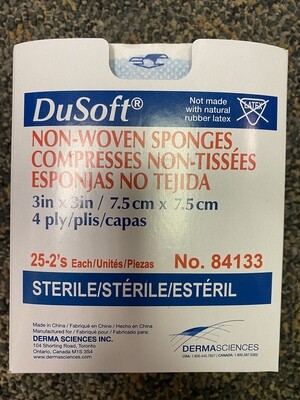 DuSoft®
Not made
with natural
rubber latex
LATEX
NON-WOVEN SPONGES
COMPRESSES NON-TISSÉES
ESPONJAS NO TEJIDA
3in x 3in / 7.5 cm x 7.5 cm
4 ply/plis/capas
25-2's Each/Unités/Piezas No. 84133
STERILE/STÉRILE/ESTÉRIL
Made in China / Fabriqué en Chine / Hecho en China
Manufactured for / Fabriqué pour / Fabricado para:
DERMA SCIENCES INC.
104 Shorting Road, Toronto
Ontario, Canada M1S 3S4
www.dermasciences.com
DERMASCIENCES